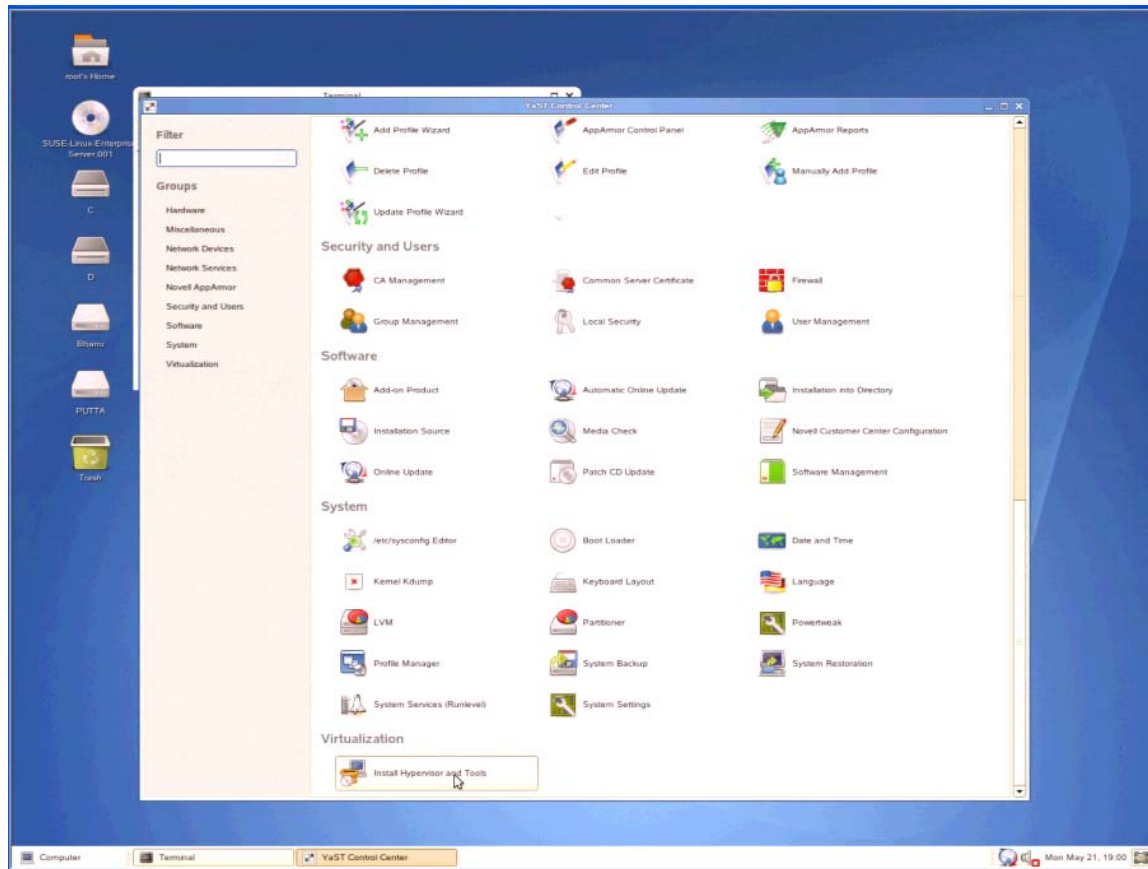 root's Home
SUSE-Linux-Enterprise
Server.001
C
D
Bhanu
PUTTA
Trash
Terminal
YaST Control Center
Filter
Groups
Hardware
Miscellaneous
Network Devices
Network Services
Novell AppArmor
Security and Users
Software
System
Virtualization
Add Profile Wizard
AppArmor Control Panel
AppArmor Reports
Delete Profile
Edit Profile
Manually Add Profile
Update Profile Wizard
Security and Users
CA Management
Common Server Certificate
Firewall
Group Management
Local Security
User Management
Software
Add-on Product
Automatic Online Update
Installation into Directory
Installation Source
Media Check
Novell Customer Center Configuration
Online Update
Patch CD Update
Software Management
System
/etc/sysconfig Editor
Boot Loader
Date and Time
Kernel Kdump
Keyboard Layout
Language
LVM
Partitioner
Powertweak
Profile Manager
System Backup
System Restoration
System Services (Runlevel)
System Settings
Virtualization
Install Hypervisor and Tools
Computer
Terminal
YaST Control Center
Mon May 21, 19:00